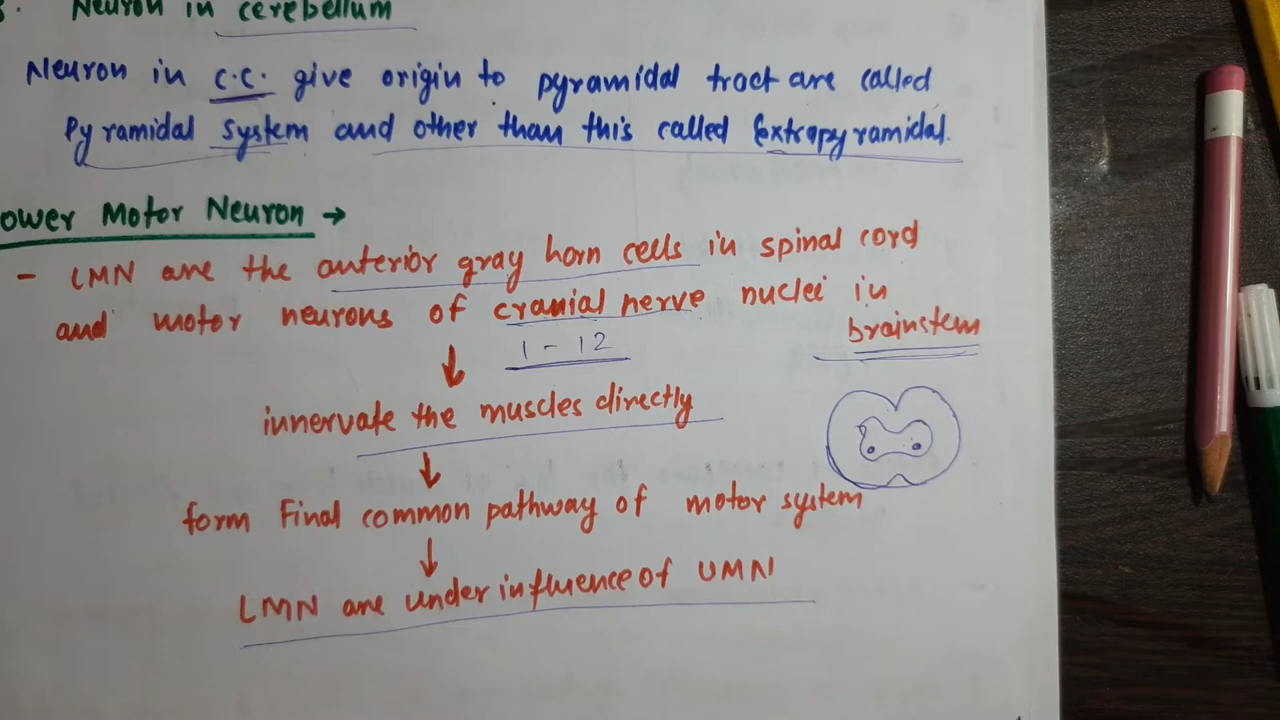 3. Neuron in cerebellum
Neuron in C.C. give origin to pyramidal tract are called
Pyramidal system and other than this called Extrapyramidal.
ower Motor Neuron →
- LMN are the anterior gray horn cells in spinal cord
and motor neurons of cranial nerve nuclei in
brainstem
1 - 12
↓
innervate the muscles directly
↓
form Final common pathway of motor system
↓
LMN are under influence of UMN